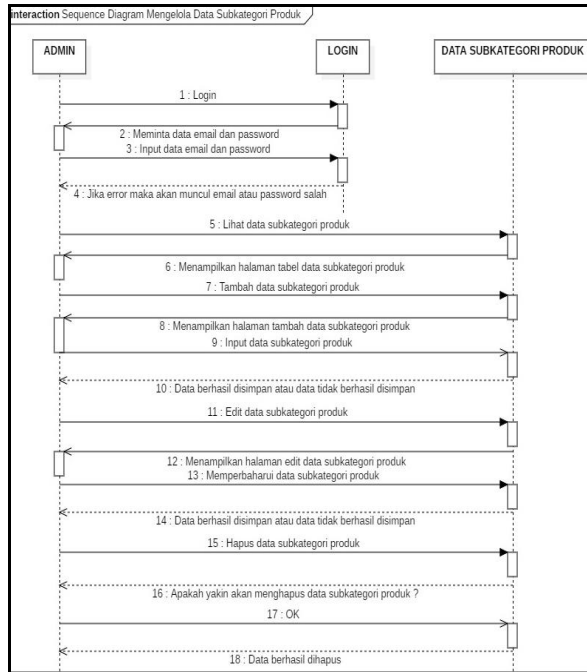 interaction Sequence Diagram Mengelola Data Subkategori Produk
ADMIN
LOGIN
DATA SUBKATEGORI PRODUK
1 : Login
2 : Meminta data email dan password
3 : Input data email dan password
4 : Jika error maka akan muncul email atau password salah
5 : Lihat data subkategori produk
6 : Menampilkan halaman tabel data subkategori produk
7 : Tambah data subkategori produk
8 : Menampilkan halaman tambah data subkategori produk
9 : Input data subkategori produk
10 : Data berhasil disimpan atau data tidak berhasil disimpan
11 : Edit data subkategori produk
12 : Menampilkan halaman edit data subkategori produk
13 : Memperbaharui data subkategori produk
14 : Data berhasil disimpan atau data tidak berhasil disimpan
15 : Hapus data subkategori produk
16 : Apakah yakin akan menghapus data subkategori produk ?
17 : OK
18 : Data berhasil dihapus